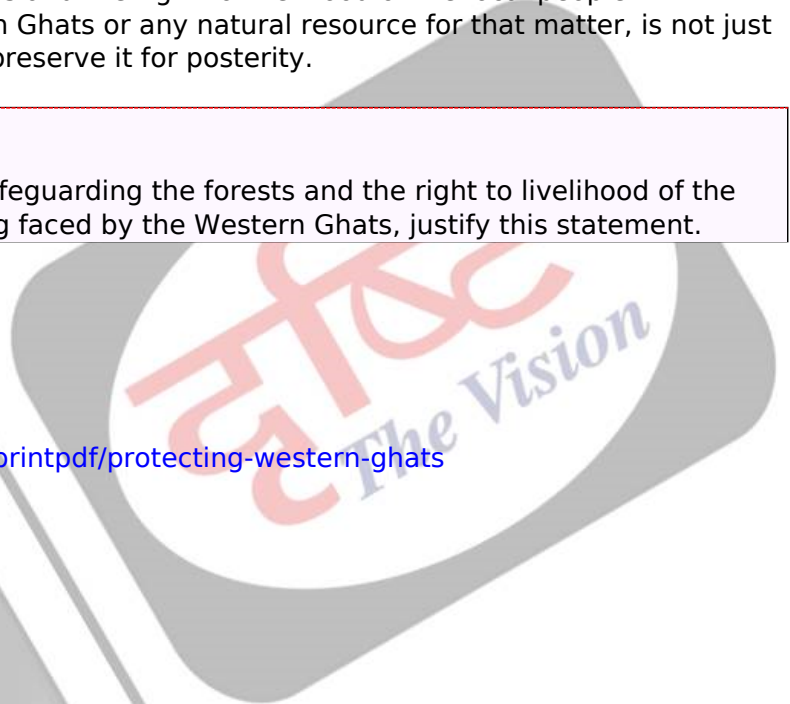 n Ghats or any natural resource for that matter, is not just
preserve it for posterity.
feguarding the forests and the right to livelihood of the
g faced by the Western Ghats, justify this statement.
दृष्टि
The Vision
printpdf/protecting-western-ghats